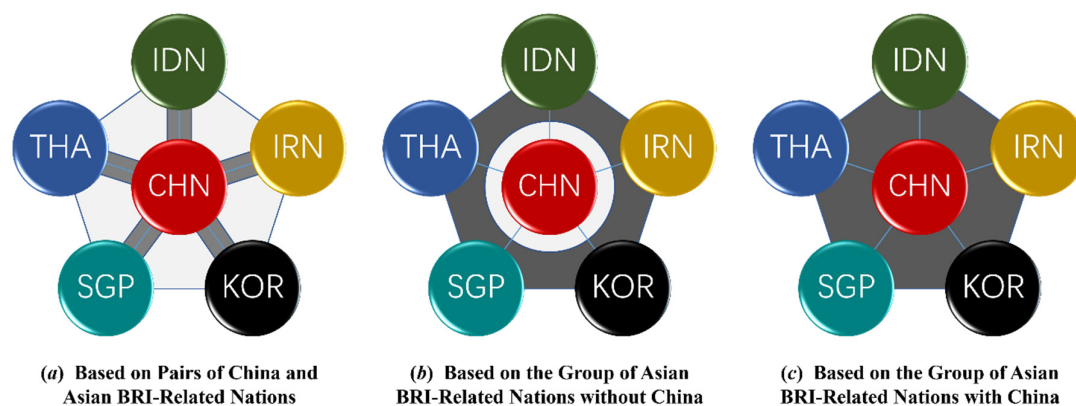 IDN
THA
IRN
CHN
SGP
KOR
(a) Based on Pairs of China and
Asian BRI-Related Nations
IDN
THA
IRN
CHN
SGP
KOR
(b) Based on the Group of Asian
BRI-Related Nations without China
IDN
THA
IRN
CHN
SGP
KOR
(c) Based on the Group of Asian
BRI-Related Nations with China